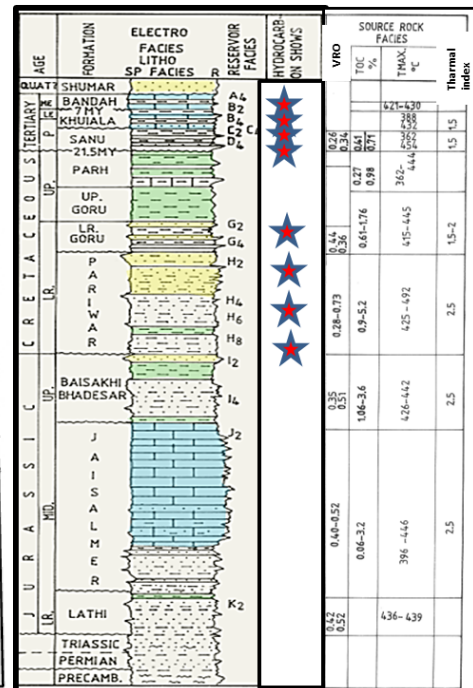 AGE
FORMATION
ELECTRO
FACIES
LITHO
SP FACIES R
RESERVOIR
FACIES
HYDROCARB-
ON SHOWS
VRO
SOURCE ROCK
FACIES
TOC
%
TMAX.
°C
Tharmal
index
QUAT?
SHUMAR
TERTIARY
BANDAH
7 MY
KHUIALA
P
SANU
21.5MY
A4
B2
B4
C2
D4
421-430
388
432
1.5
0.26
0.34
0.41
0.71
362
454
1.5
CRETACEOUS
UP.
PARH
0.27
0.98
362-
444
UP.
GORU
LR.
GORU
G2
G4
0.44
0.36
0.61-1.76
415-445
1.5-2
LR.
PARIWAR
H2
H4
H6
H8
0.28-0.73
0.9-5.2
425-492
2.5
JURASSIC
UP.
BAISAKHI
BHADESAR
I2
I4
0.35
0.51
1.06-3.6
426-442
2.5
MID.
JAISALMER
J2
0.40-0.52
0.06-3.2
396-446
2.5
LR.
LATHI
K2
0.42
0.52
436-439
TRIASSIC
PERMIAN
PRECAMB.